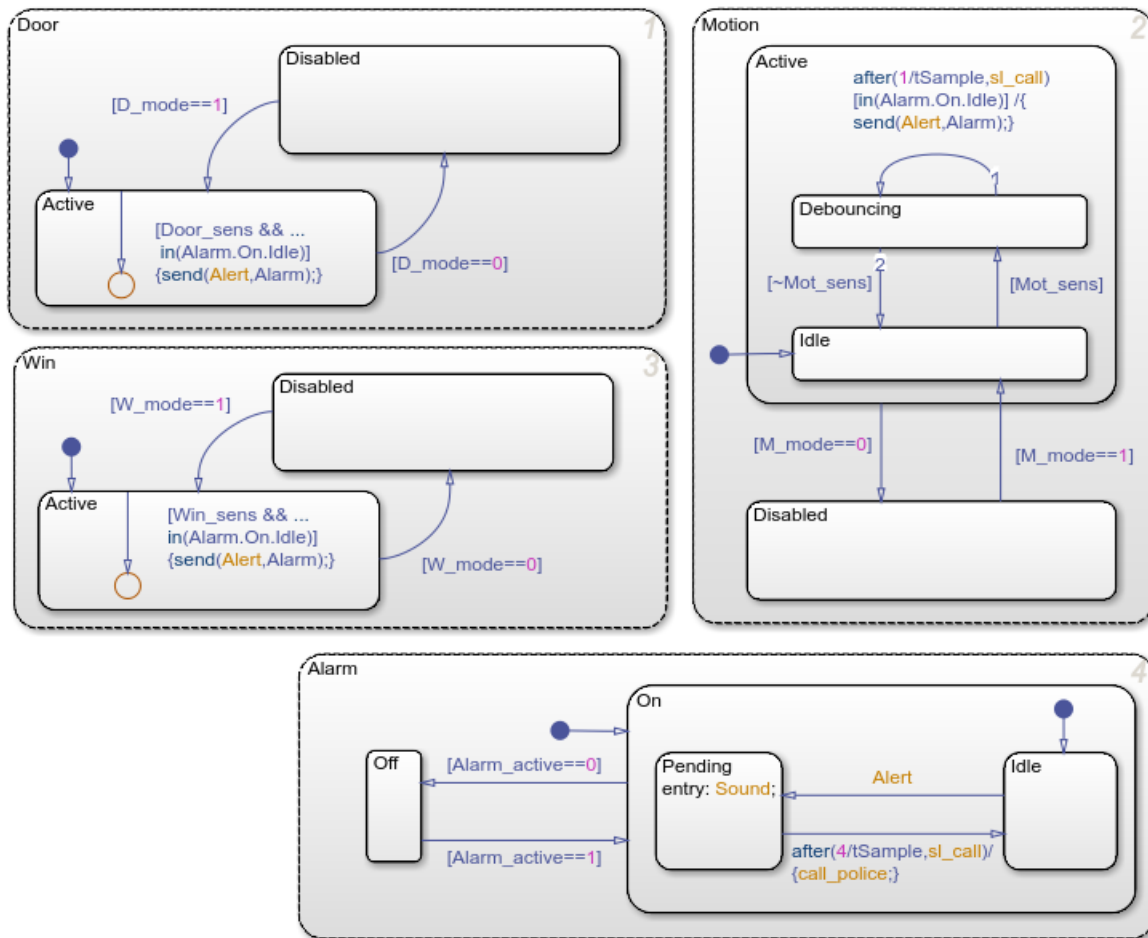 Door
1
Disabled
[D_mode==1]
Active
[Door_sens && ...
in(Alarm.On.Idle)]
{send(Alert,Alarm);}
[D_mode==0]
Motion
2
Active
after(1/tSample,sl_call)
[in(Alarm.On.Idle)] /{
send(Alert,Alarm);}
1
Debouncing
2
[~Mot_sens]
[Mot_sens]
Idle
[M_mode==0]
[M_mode==1]
Disabled
Win
3
Disabled
[W_mode==1]
Active
[Win_sens && ...
in(Alarm.On.Idle)]
{send(Alert,Alarm);}
[W_mode==0]
Alarm
4
On
Off
[Alarm_active==0]
[Alarm_active==1]
Pending
entry: Sound;
Alert
Idle
after(4/tSample,sl_call)/
{call_police;}